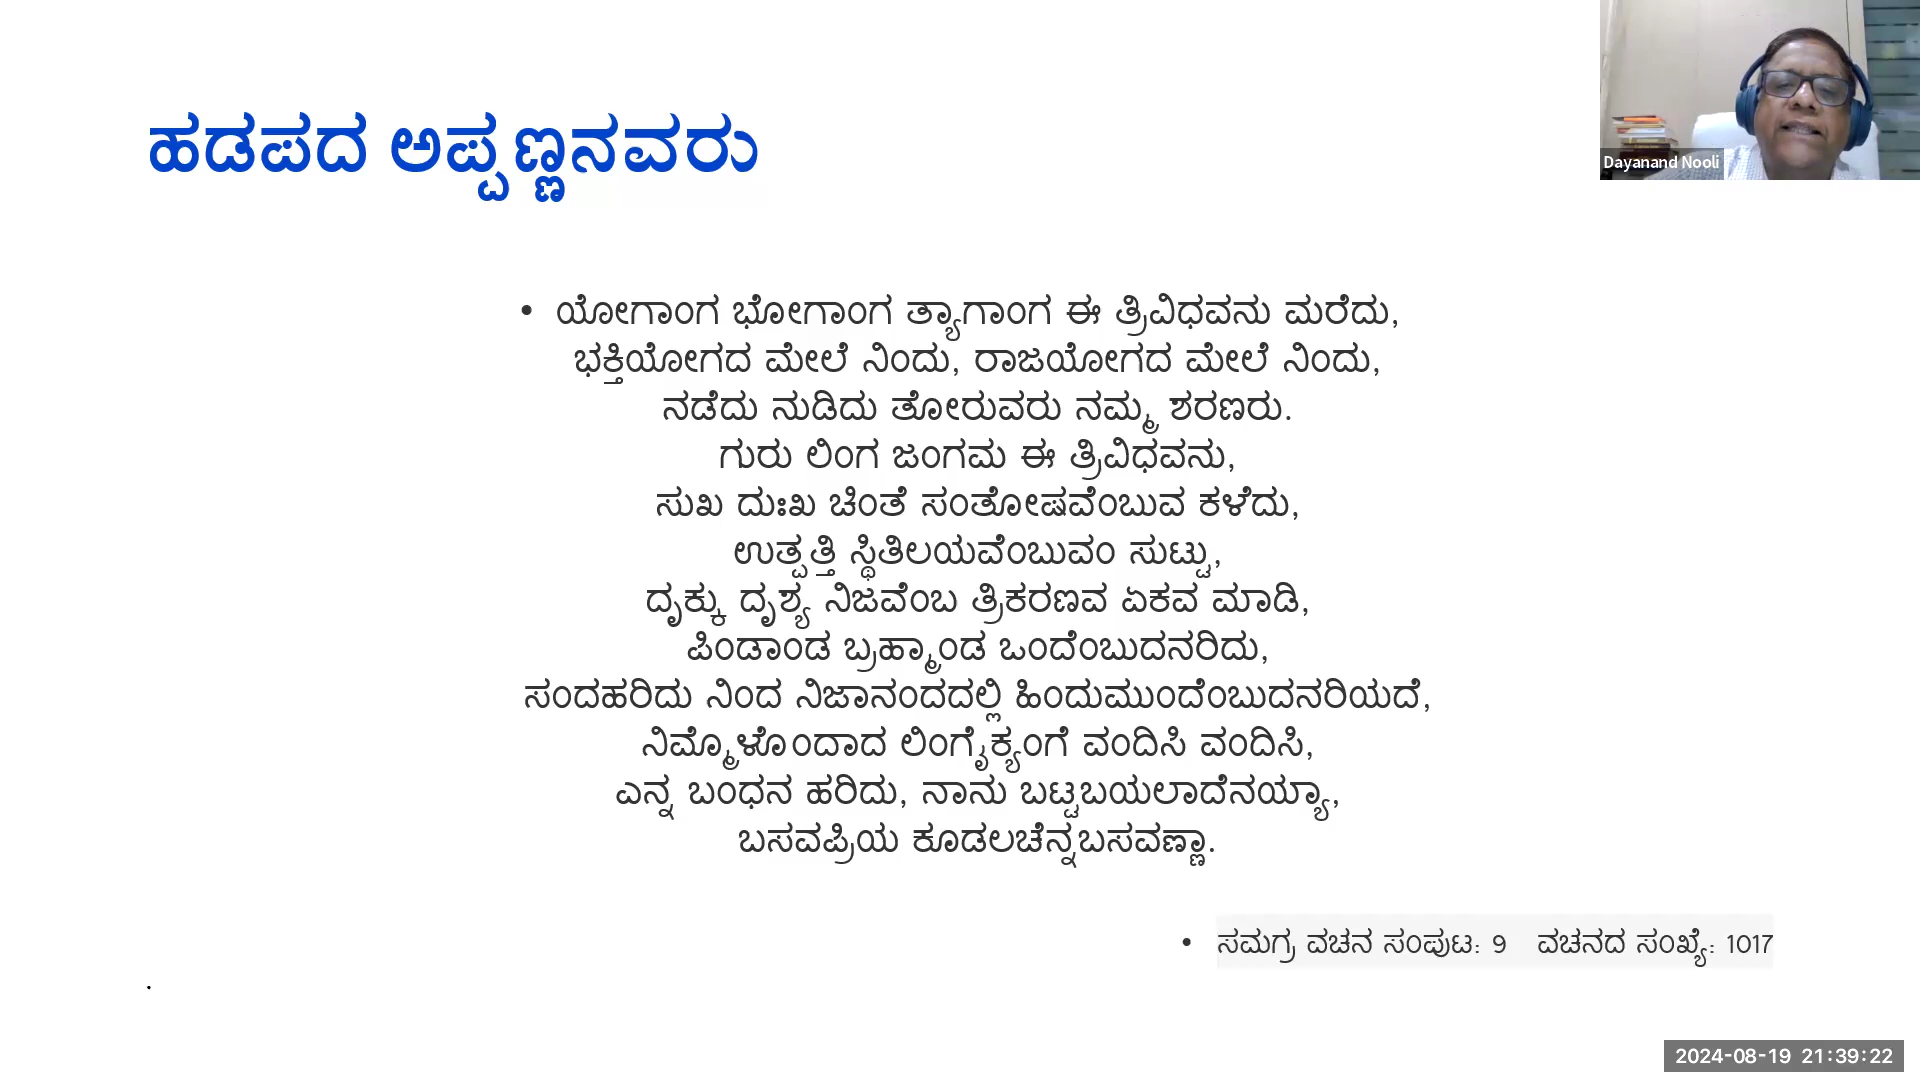 ಹಡಪದ ಅಪ್ಪಣ್ಣನವರು
Dayanand Nooli
• ಯೋಗಾಂಗ ಭೋಗಾಂಗ ತ್ಯಾಗಾಂಗ ಈ ತ್ರಿವಿಧವನು ಮರೆದು,
ಭಕ್ತಿಯೋಗದ ಮೇಲೆ ನಿಂದು, ರಾಜಯೋಗದ ಮೇಲೆ ನಿಂದು,
ನಡೆದು ನುಡಿದು ತೋರುವರು ನಮ್ಮ ಶರಣರು.
ಗುರು ಲಿಂಗ ಜಂಗಮ ಈ ತ್ರಿವಿಧವನು,
ಸುಖ ದುಃಖ ಚಿಂತೆ ಸಂತೋಷವೆಂಬುವ ಕಳೆದು,
ಉತ್ಪತ್ತಿ ಸ್ಥಿತಿಲಯವೆಂಬುವಂ ಸುಟ್ಟು,
ದೃಕ್ಕು ದೃಶ್ಯ ನಿಜವೆಂಬ ತ್ರಿಕರಣವ ಏಕವ ಮಾಡಿ,
ಪಿಂಡಾಂಡ ಬ್ರಹ್ಮಾಂಡ ಒಂದೆಂಬುದನರಿದು,
ಸಂದಹರಿದು ನಿಂದ ನಿಜಾನಂದದಲ್ಲಿ ಹಿಂದುಮುಂದೆಂಬುದನರಿಯದೆ,
ನಿಮ್ಮೊಳೊಂದಾದ ಲಿಂಗೈಕ್ಯಂಗೆ ವಂದಿಸಿ ವಂದಿಸಿ,
ಎನ್ನ ಬಂಧನ ಹರಿದು, ನಾನು ಬಟ್ಟಬಯಲಾದೆನಯ್ಯಾ,
ಬಸವಪ್ರಿಯ ಕೂಡಲಚೆನ್ನಬಸವಣ್ಣಾ.
• ಸಮಗ್ರ ವಚನ ಸಂಪುಟ: 9 ವಚನದ ಸಂಖ್ಯೆ: 1017
.
2024-08-19 21:39:22